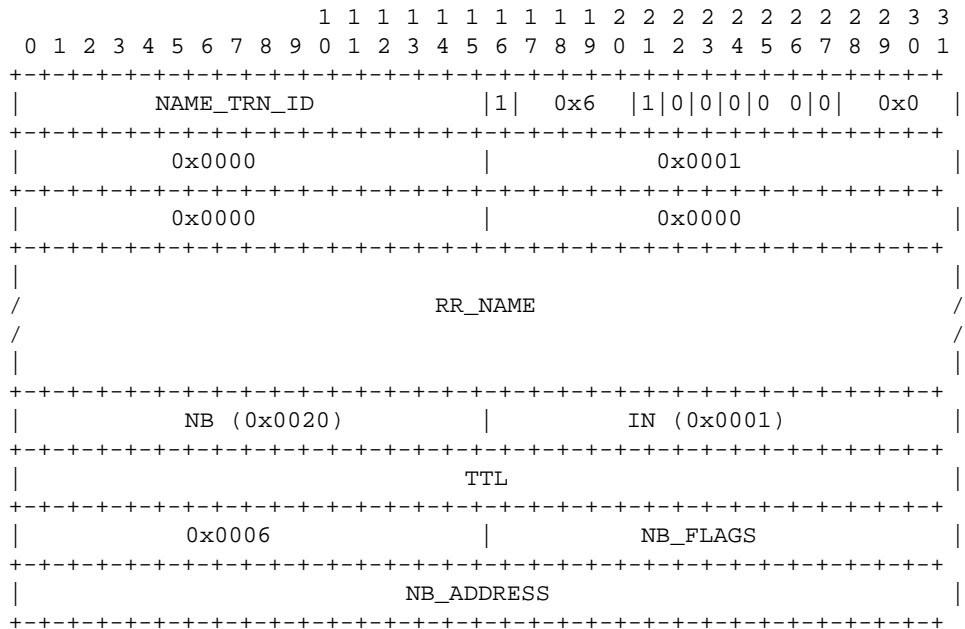 1 1 1 1 1 1 1 1 1 1 2 2 2 2 2 2 2 2 2 2 3 3
 0 1 2 3 4 5 6 7 8 9 0 1 2 3 4 5 6 7 8 9 0 1 2 3 4 5 6 7 8 9 0 1
+-+-+-+-+-+-+-+-+-+-+-+-+-+-+-+-+-+-+-+-+-+-+-+-+-+-+-+-+-+-+-+-+
|          NAME_TRN_ID           |1|  0x6  |1|0|0|0|0 0|0|  0x0  |
+-+-+-+-+-+-+-+-+-+-+-+-+-+-+-+-+-+-+-+-+-+-+-+-+-+-+-+-+-+-+-+-+
|          0x0000               |           0x0001                |
+-+-+-+-+-+-+-+-+-+-+-+-+-+-+-+-+-+-+-+-+-+-+-+-+-+-+-+-+-+-+-+-+
|          0x0000               |           0x0000                |
+-+-+-+-+-+-+-+-+-+-+-+-+-+-+-+-+-+-+-+-+-+-+-+-+-+-+-+-+-+-+-+-+
|                                                                 |
/                            RR_NAME                              /
/                                                                 /
|                                                                 |
+-+-+-+-+-+-+-+-+-+-+-+-+-+-+-+-+-+-+-+-+-+-+-+-+-+-+-+-+-+-+-+-+
|           NB (0x0020)         |         IN (0x0001)             |
+-+-+-+-+-+-+-+-+-+-+-+-+-+-+-+-+-+-+-+-+-+-+-+-+-+-+-+-+-+-+-+-+
|                              TTL                                |
+-+-+-+-+-+-+-+-+-+-+-+-+-+-+-+-+-+-+-+-+-+-+-+-+-+-+-+-+-+-+-+-+
|           0x0006              |          NB_FLAGS               |
+-+-+-+-+-+-+-+-+-+-+-+-+-+-+-+-+-+-+-+-+-+-+-+-+-+-+-+-+-+-+-+-+
|                          NB_ADDRESS                             |
+-+-+-+-+-+-+-+-+-+-+-+-+-+-+-+-+-+-+-+-+-+-+-+-+-+-+-+-+-+-+-+-+